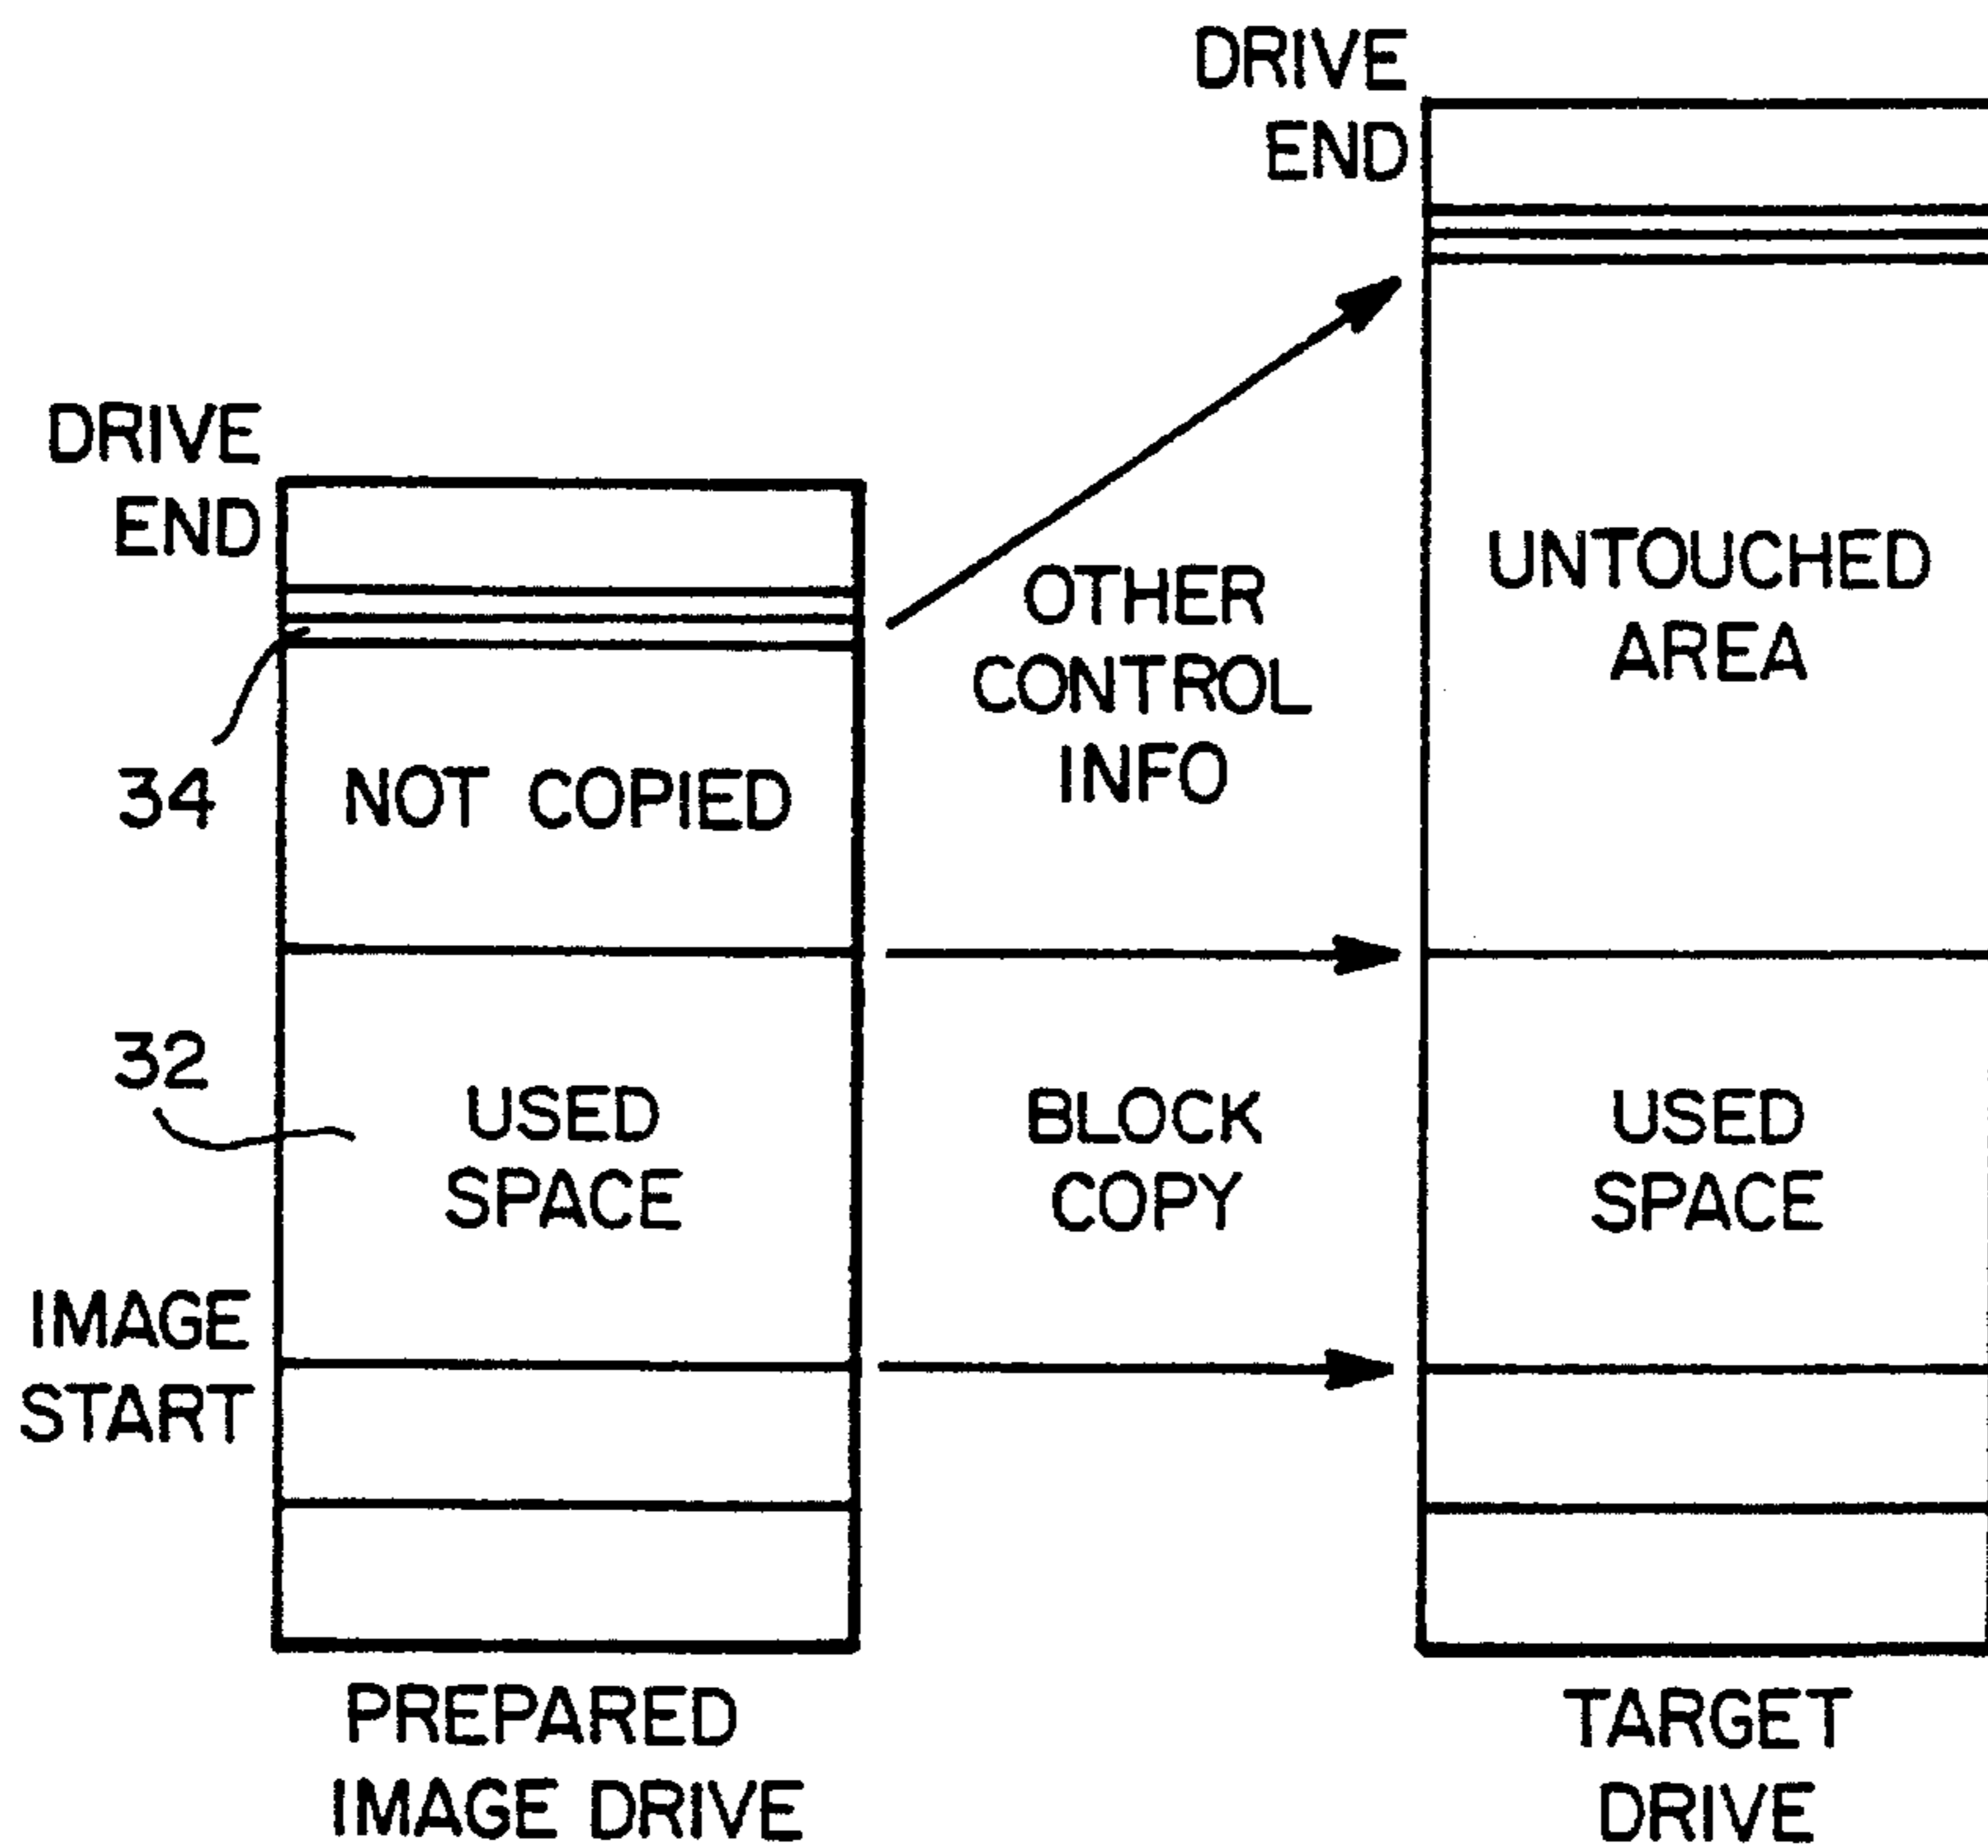 DRIVE
END
DRIVE
END
OTHER
CONTROL
INFO
UNTOUCHED
AREA
34
NOT COPIED
32
USED
SPACE
BLOCK
COPY
USED
SPACE
IMAGE
START
PREPARED
IMAGE DRIVE
TARGET
DRIVE